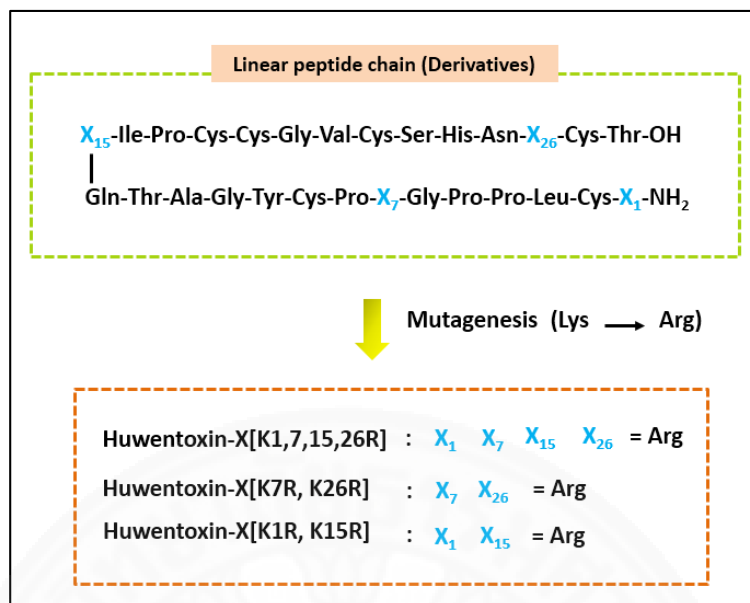 Linear peptide chain (Derivatives)
X15-Ile-Pro-Cys-Cys-Gly-Val-Cys-Ser-His-Asn-X26-Cys-Thr-OH
Gln-Thr-Ala-Gly-Tyr-Cys-Pro-X7-Gly-Pro-Pro-Leu-Cys-X1-NH2
Mutagenesis (Lys → Arg)
Huwentoxin-X[K1,7,15,26R] : X1 X7 X15 X26 = Arg
Huwentoxin-X[K7R, K26R] : X7 X26 = Arg
Huwentoxin-X[K1R, K15R] : X1 X15 = Arg